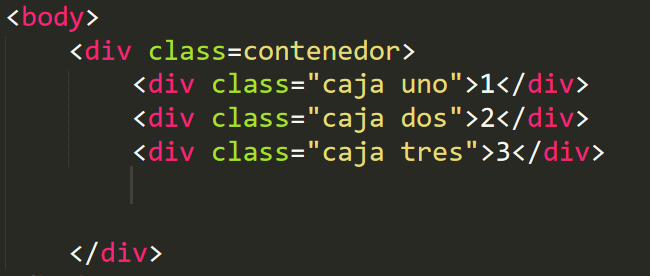 <body>
<div class=contenedor>
<div class="caja uno">1</div>
<div class="caja dos">2</div>
<div class="caja tres">3</div>
</div>